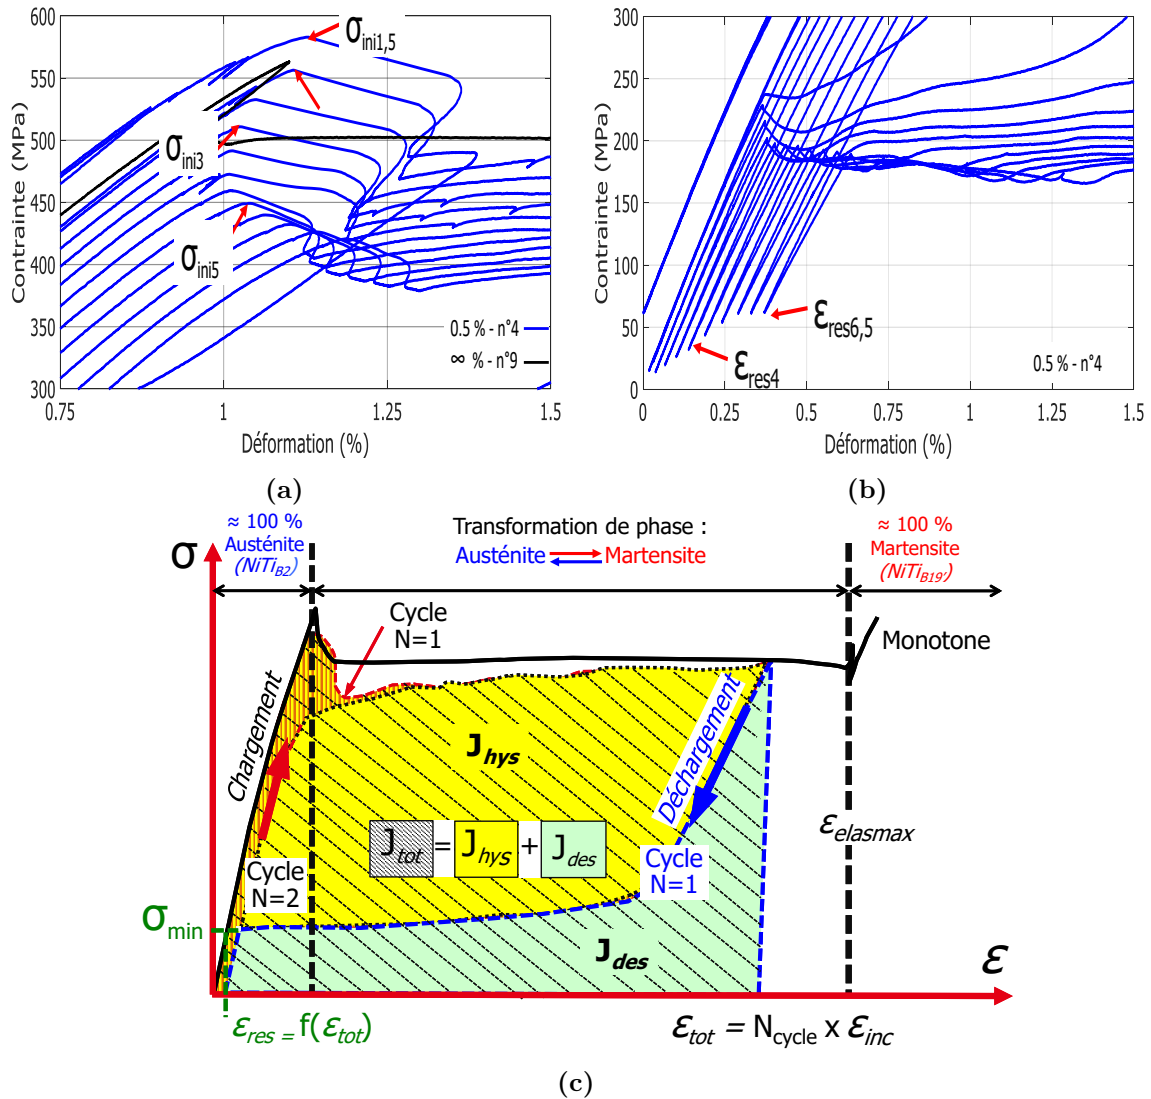 600
550
500
450
400
350
300
0.75
1
1.25
1.5
Contrainte (MPa)
Déformation (%)
σini1,5
σini3
σini5
0.5 % - n°4
∞ % - n°9
(a)
300
250
200
150
100
50
0
0
0.25
0.5
0.75
1
1.25
1.5
Contrainte (MPa)
Déformation (%)
εres6,5
εres4
0.5 % - n°4
(b)
≈ 100 %
Austénite
(NiTiB2)
Transformation de phase :
Austénite Martensite
≈ 100 %
Martensite
(NiTiB19')
σ
Cycle
N=1
Monotone
Chargement
Jhys
Déchargement
εelasmax
Jtot = Jhys + Jdes
Cycle
N=2
Cycle
N=1
σmin
Jdes
ε
εres = f(εtot)
εtot = Ncycle x εinc
(c)